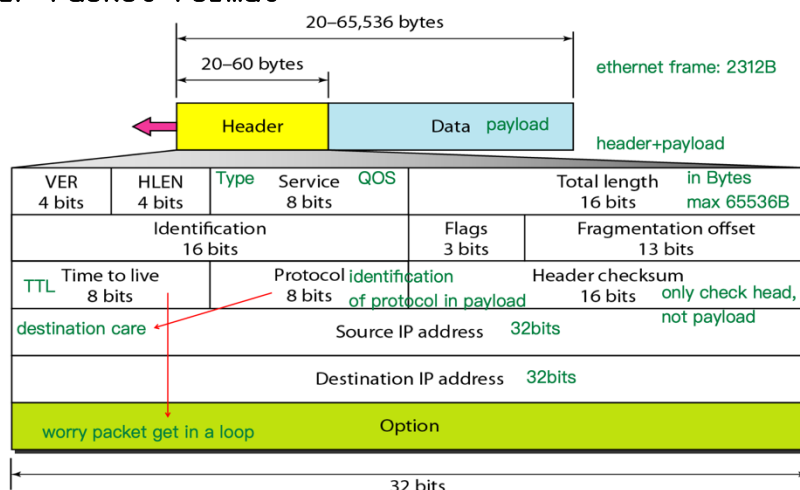 20–65,536 bytes
20–60 bytes
ethernet frame: 2312B
Header
Data payload
header+payload
VER
4 bits
HLEN
4 bits
Type Service QOS
8 bits
Total length in Bytes
16 bits max 65536B
Identification
16 bits
Flags
3 bits
Fragmentation offset
13 bits
TTL Time to live
8 bits
Protocol identification
8 bits of protocol in payload
Header checksum
16 bits only check head,
not payload
destination care
Source IP address 32bits
Destination IP address 32bits
Option
worry packet get in a loop
32 bits